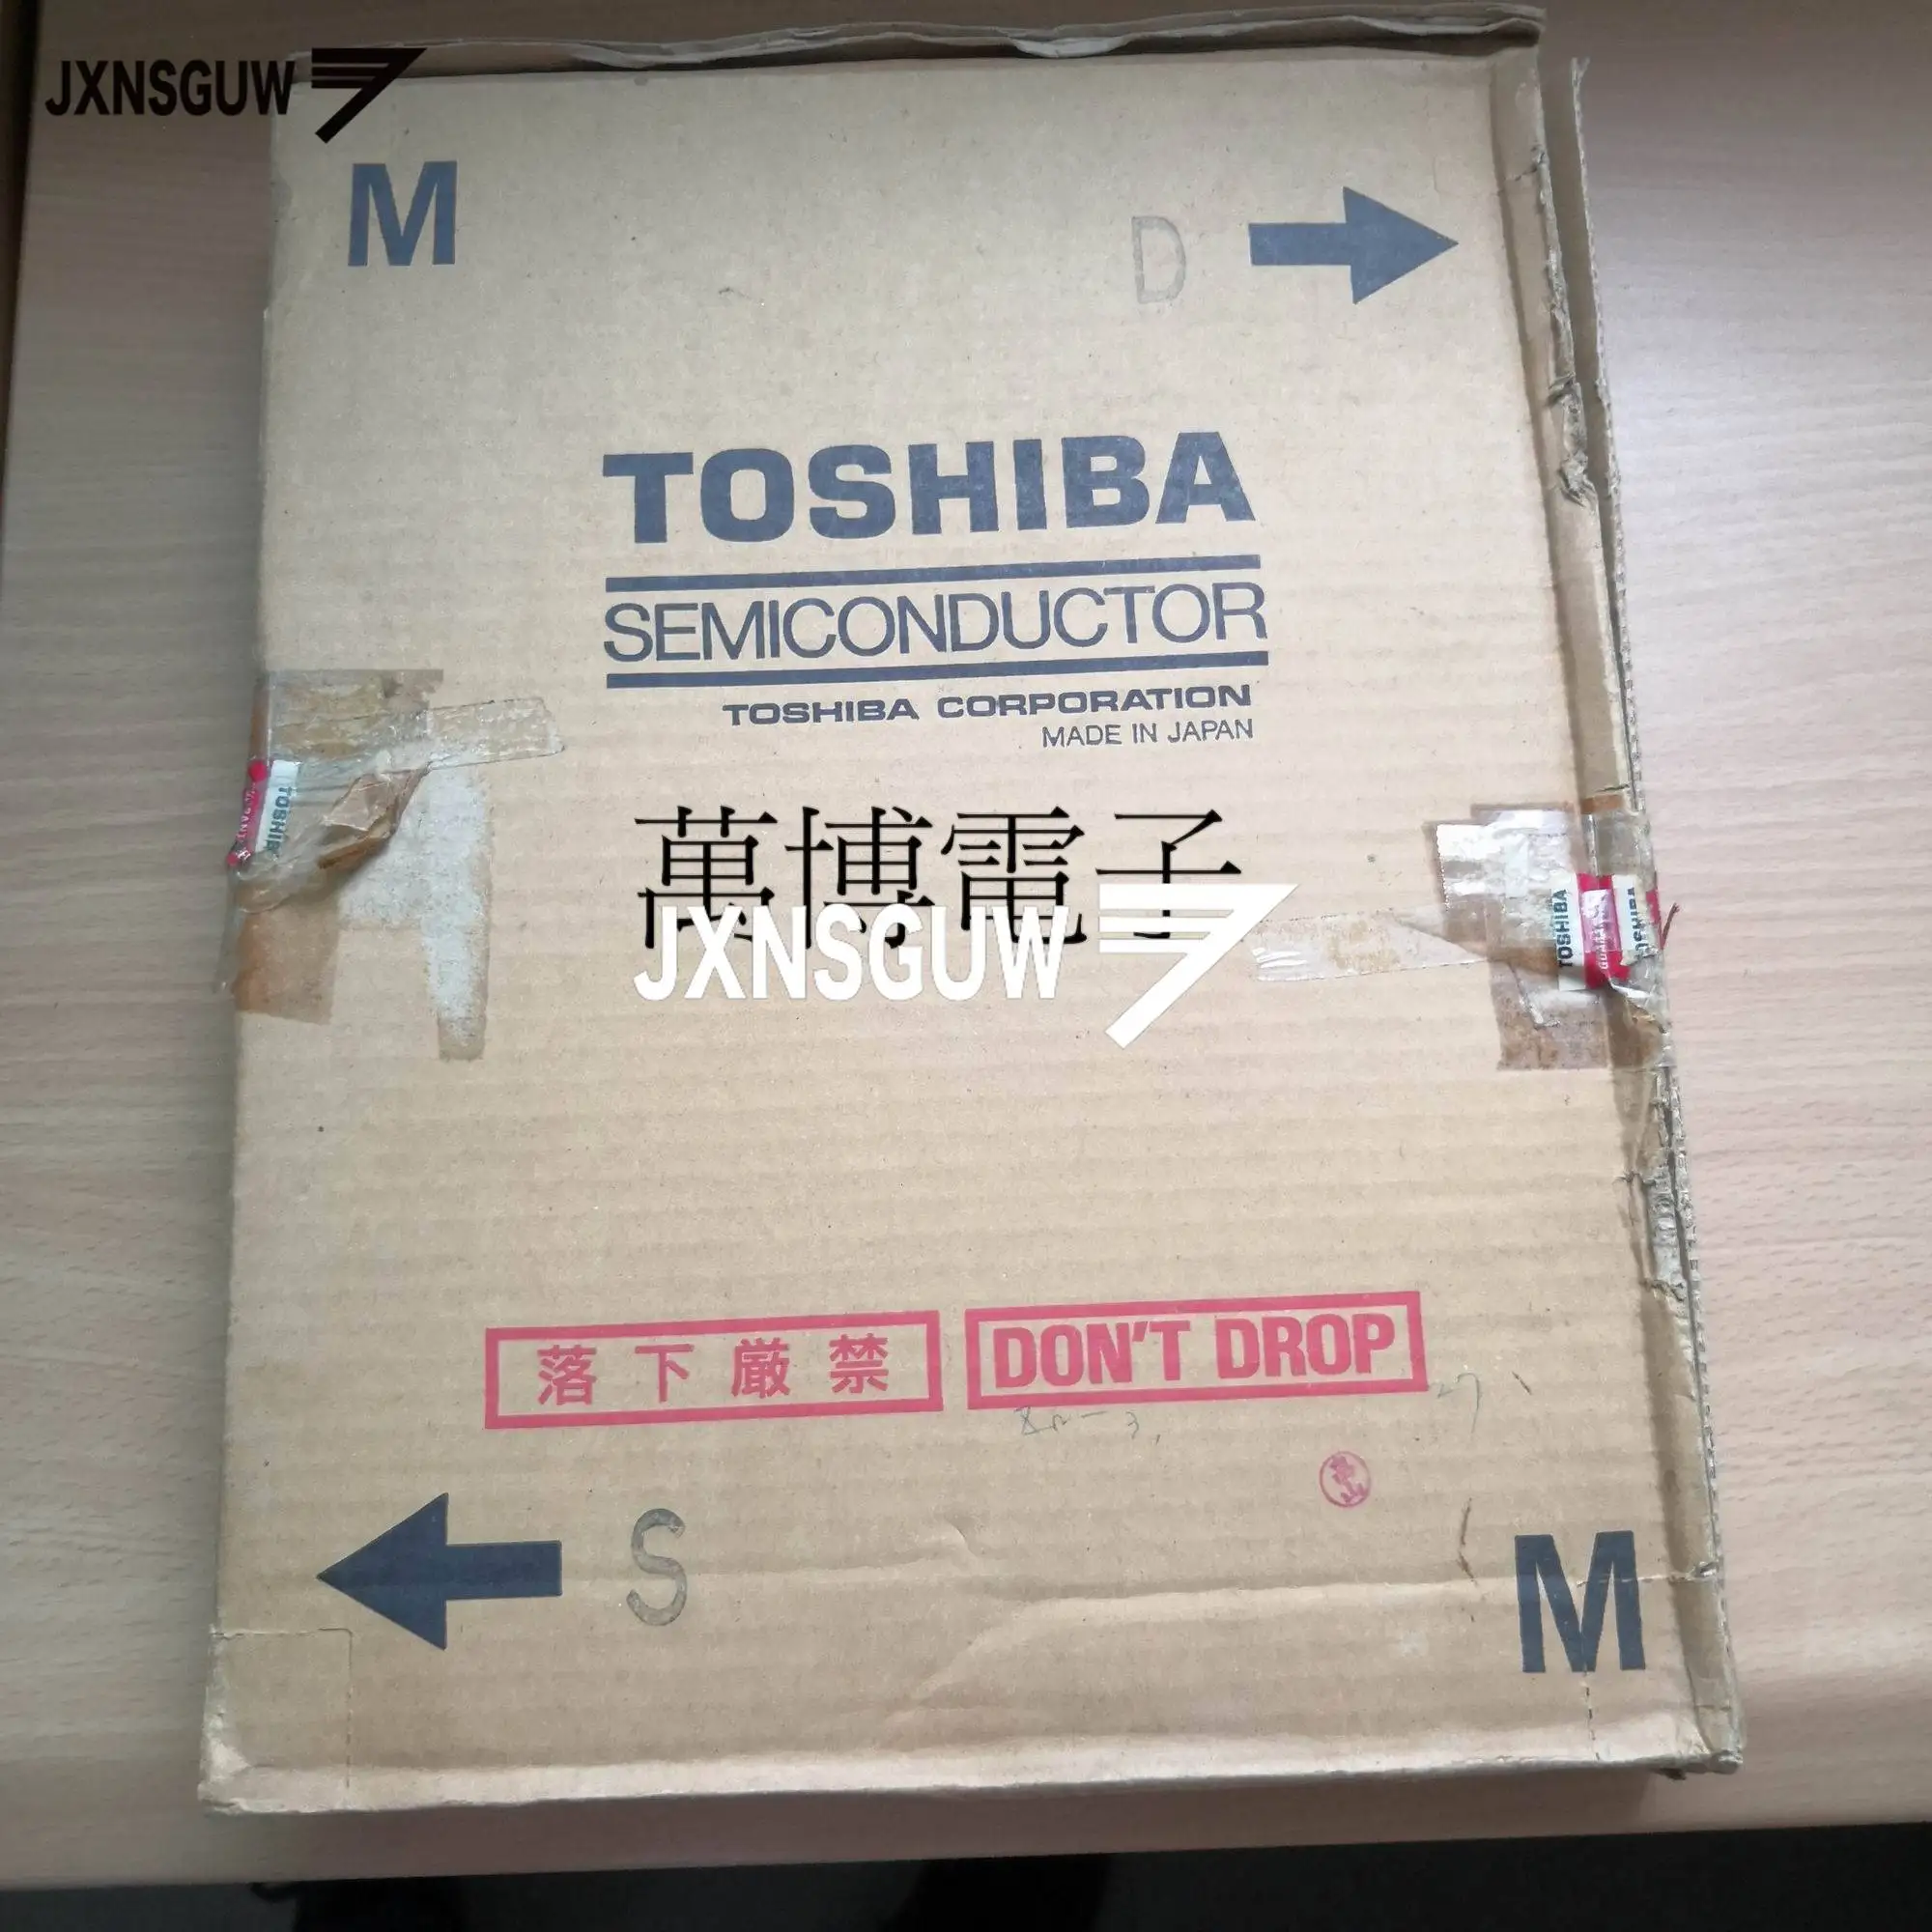 JXNSGUW
M
D
TOSHIBA
SEMICONDUCTOR
TOSHIBA CORPORATION
MADE IN JAPAN
TOSHIBA
萬博電子
JXNSGUW
TOSHIBA
TOSHIBA
落下厳禁
DON'T DROP
S
M